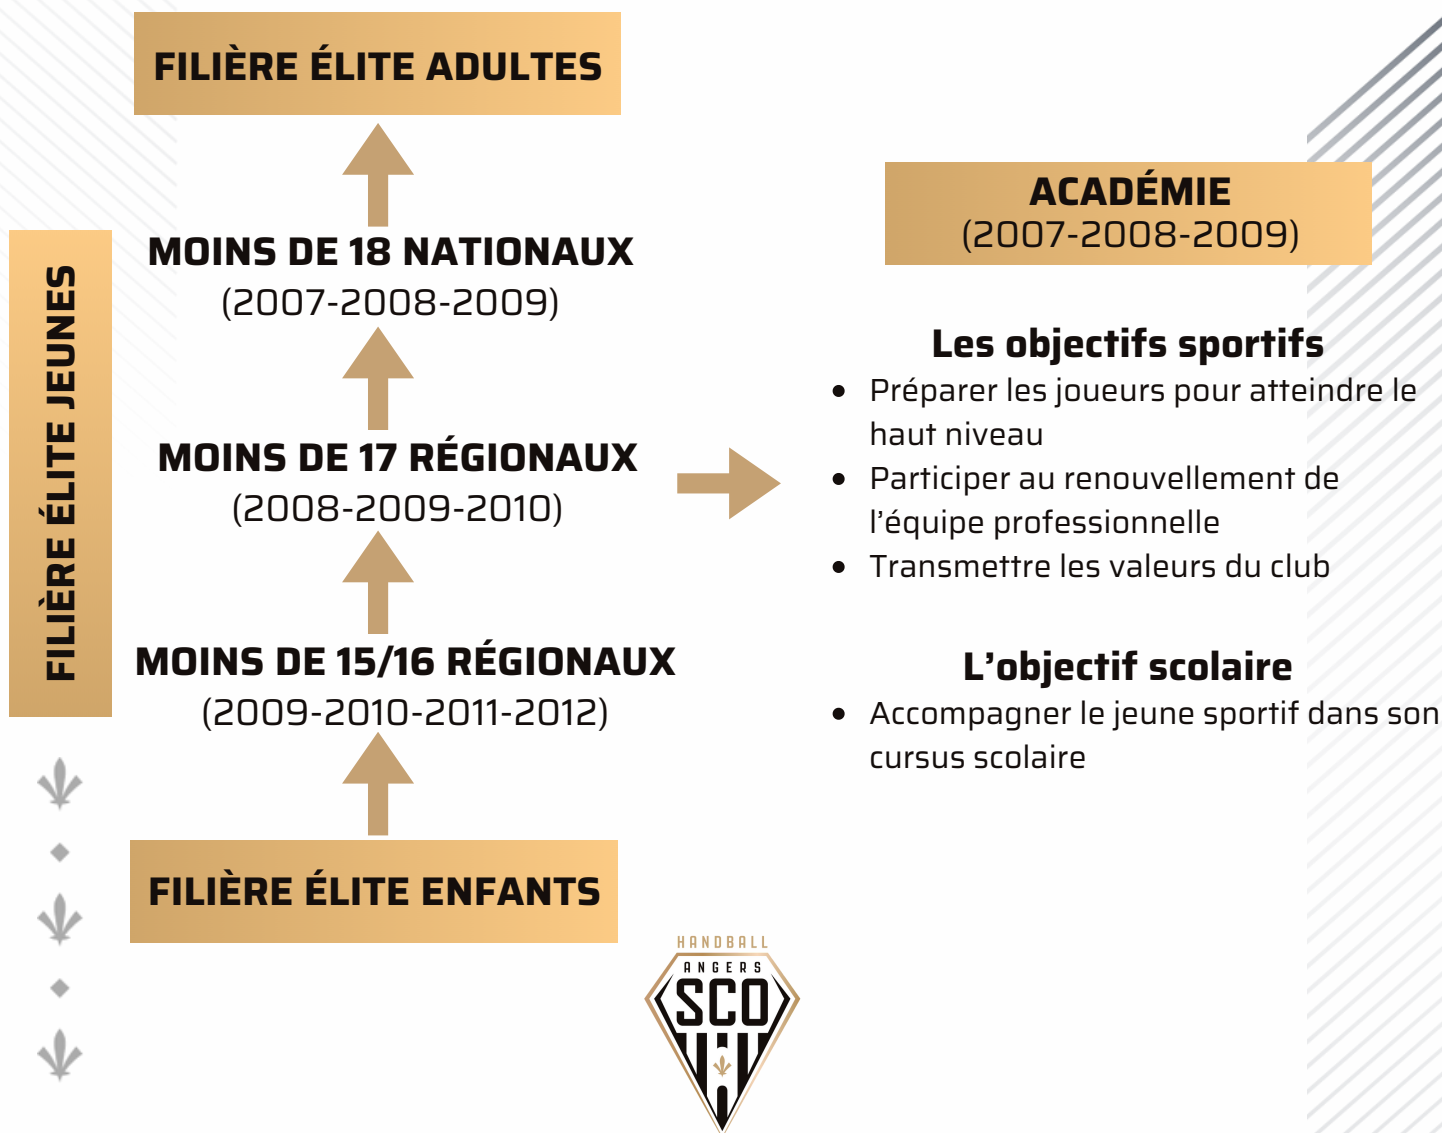 FILIÈRE ÉLITE ADULTES
FILIÈRE ÉLITE JEUNES
MOINS DE 18 NATIONAUX
(2007-2008-2009)
MOINS DE 17 RÉGIONAUX
(2008-2009-2010)
MOINS DE 15/16 RÉGIONAUX
(2009-2010-2011-2012)
FILIÈRE ÉLITE ENFANTS
ACADÉMIE
(2007-2008-2009)
Les objectifs sportifs
• Préparer les joueurs pour atteindre le
haut niveau
• Participer au renouvellement de
l’équipe professionnelle
• Transmettre les valeurs du club
L’objectif scolaire
• Accompagner le jeune sportif dans son
cursus scolaire
HANDBALL
ANGERS
SCO